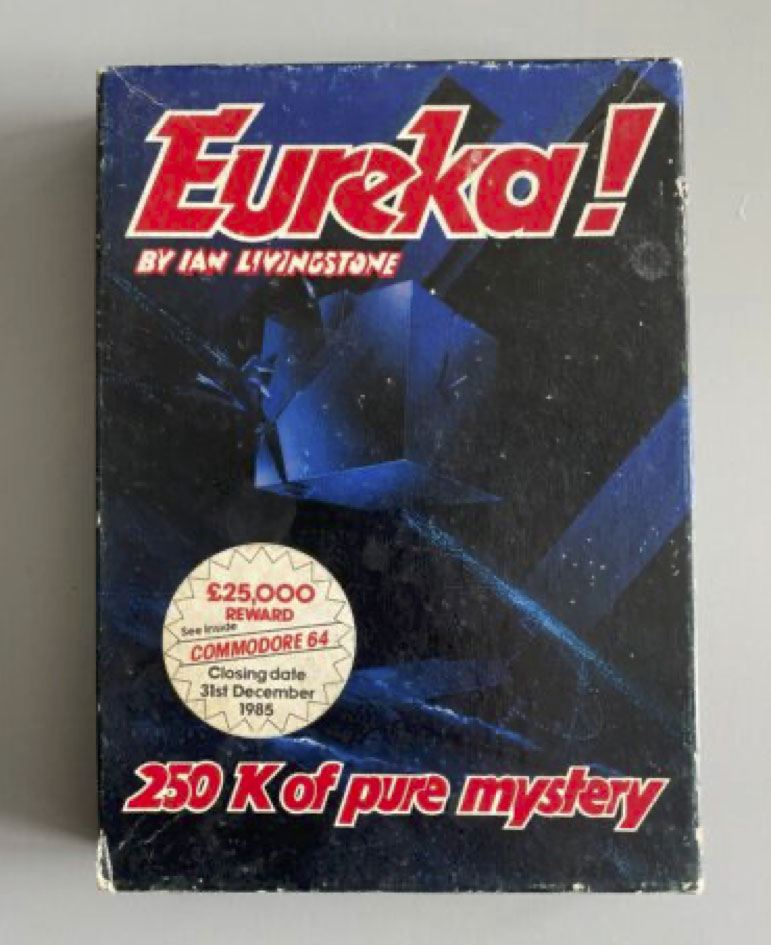 Eureka!
BY IAN LIVINGSTONE
£25,000
REWARD
See inside
COMMODORE 64
Closing date
31st December
1985
250 K of pure mystery